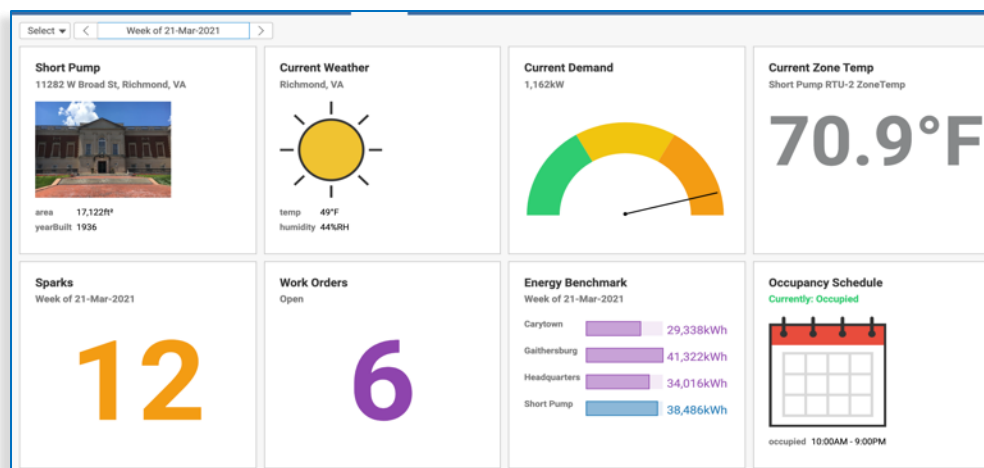 Select
Week of 21-Mar-2021
Short Pump
11282 W Broad St, Richmond, VA
area 17,122ft²
yearBuilt 1936
Current Weather
Richmond, VA
temp 49°F
humidity 44%RH
Current Demand
1,162kW
Current Zone Temp
Short Pump RTU-2 ZoneTemp
70.9°F
Sparks
Week of 21-Mar-2021
12
Work Orders
Open
6
Energy Benchmark
Week of 21-Mar-2021
Carytown 29,338kWh
Gaithersburg 41,322kWh
Headquarters 34,016kWh
Short Pump 38,486kWh
Occupancy Schedule
Currently: Occupied
occupied 10:00AM - 9:00PM